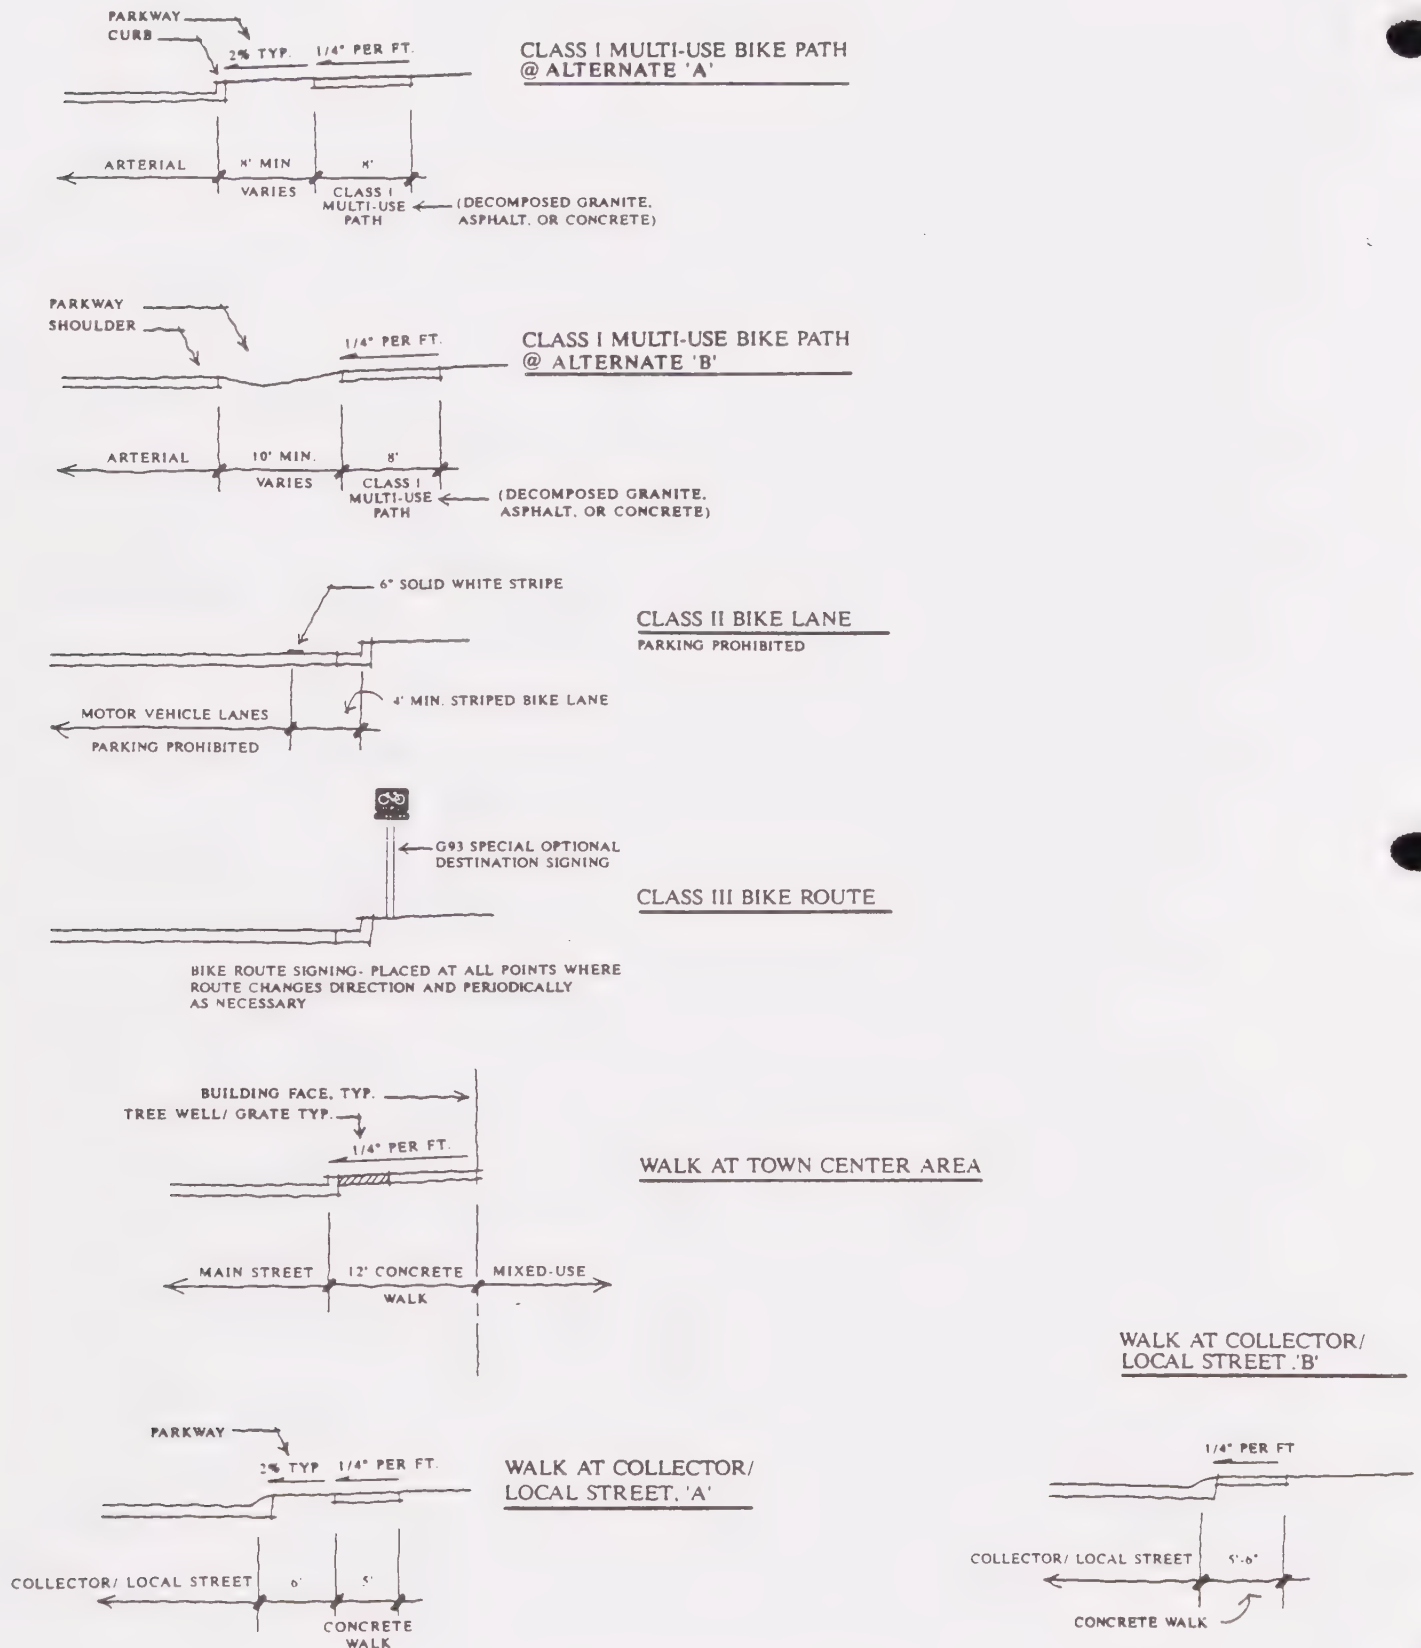 PARKWAY
CURB
2% TYP.
1/4" PER FT.
CLASS I MULTI-USE BIKE PATH
@ ALTERNATE 'A'
ARTERIAL
8' MIN
8'
VARIES
CLASS I
MULTI-USE
PATH
(DECOMPOSED GRANITE,
ASPHALT, OR CONCRETE)
PARKWAY
SHOULDER
1/4" PER FT.
CLASS I MULTI-USE BIKE PATH
@ ALTERNATE 'B'
ARTERIAL
10' MIN.
8'
VARIES
CLASS I
MULTI-USE
PATH
(DECOMPOSED GRANITE,
ASPHALT, OR CONCRETE)
6" SOLID WHITE STRIPE
CLASS II BIKE LANE
PARKING PROHIBITED
4' MIN. STRIPED BIKE LANE
MOTOR VEHICLE LANES
PARKING PROHIBITED
G93 SPECIAL OPTIONAL
DESTINATION SIGNING
CLASS III BIKE ROUTE
BIKE ROUTE SIGNING- PLACED AT ALL POINTS WHERE
ROUTE CHANGES DIRECTION AND PERIODICALLY
AS NECESSARY
BUILDING FACE, TYP.
TREE WELL/ GRATE TYP.
1/4" PER FT.
WALK AT TOWN CENTER AREA
MAIN STREET
12' CONCRETE
MIXED-USE
WALK
WALK AT COLLECTOR/
LOCAL STREET .'B'
PARKWAY
2% TYP
1/4" PER FT.
WALK AT COLLECTOR/
LOCAL STREET, 'A'
1/4" PER FT
COLLECTOR/ LOCAL STREET
6'
5'
CONCRETE
WALK
COLLECTOR/ LOCAL STREET
5'-6"
CONCRETE WALK